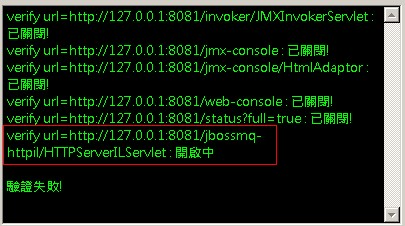 verify url=http://127.0.0.1:8081/invoker/JMXInvokerServlet :
已關閉!
verify url=http://127.0.0.1:8081/jmx-console : 已關閉!
verify url=http://127.0.0.1:8081/jmx-console/HtmlAdaptor :
已關閉!
verify url=http://127.0.0.1:8081/web-console : 已關閉!
verify url=http://127.0.0.1:8081/status?full=true : 已關閉!
verify url=http://127.0.0.1:8081/jbossmq-
httpil/HTTPServerILServlet : 開啟中
驗證失敗!